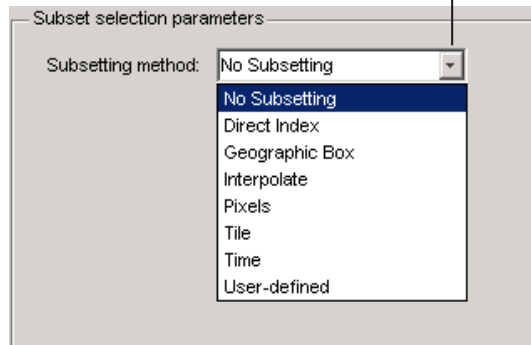 Subset selection parameters
Subsetting method: No Subsetting
No Subsetting
Direct Index
Geographic Box
Interpolate
Pixels
Tile
Time
User-defined